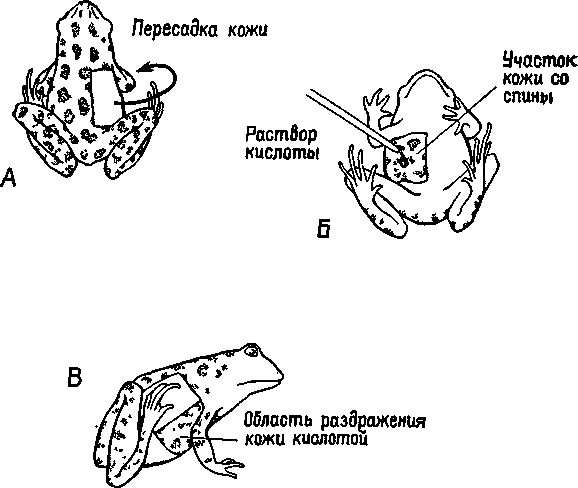 Пересадка кожи
А
Участок
кожи со
спины
Раствор
кислоты
Б
В
Область раздражения
кожи кислотой